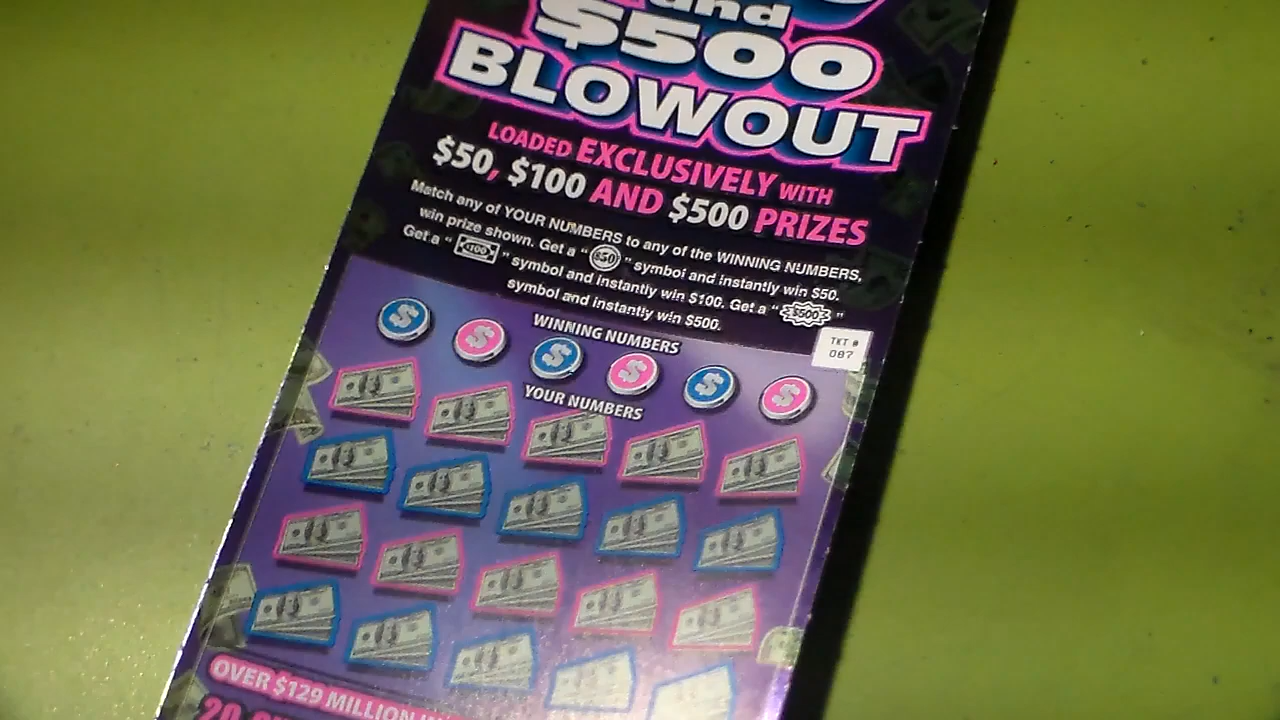 and
$500
BLOWOUT
LOADED EXCLUSIVELY WITH
$50, $100 AND $500 PRIZES
Match any of YOUR NUMBERS to any of the WINNING NUMBERS,
win prize shown. Get a "$50" symbol and instantly win $50.
Get a "$100" symbol and instantly win $100. Get a "$500"
symbol and instantly win $500.
TKT #
087
WINNING NUMBERS
YOUR NUMBERS
OVER $129 MILLION
20